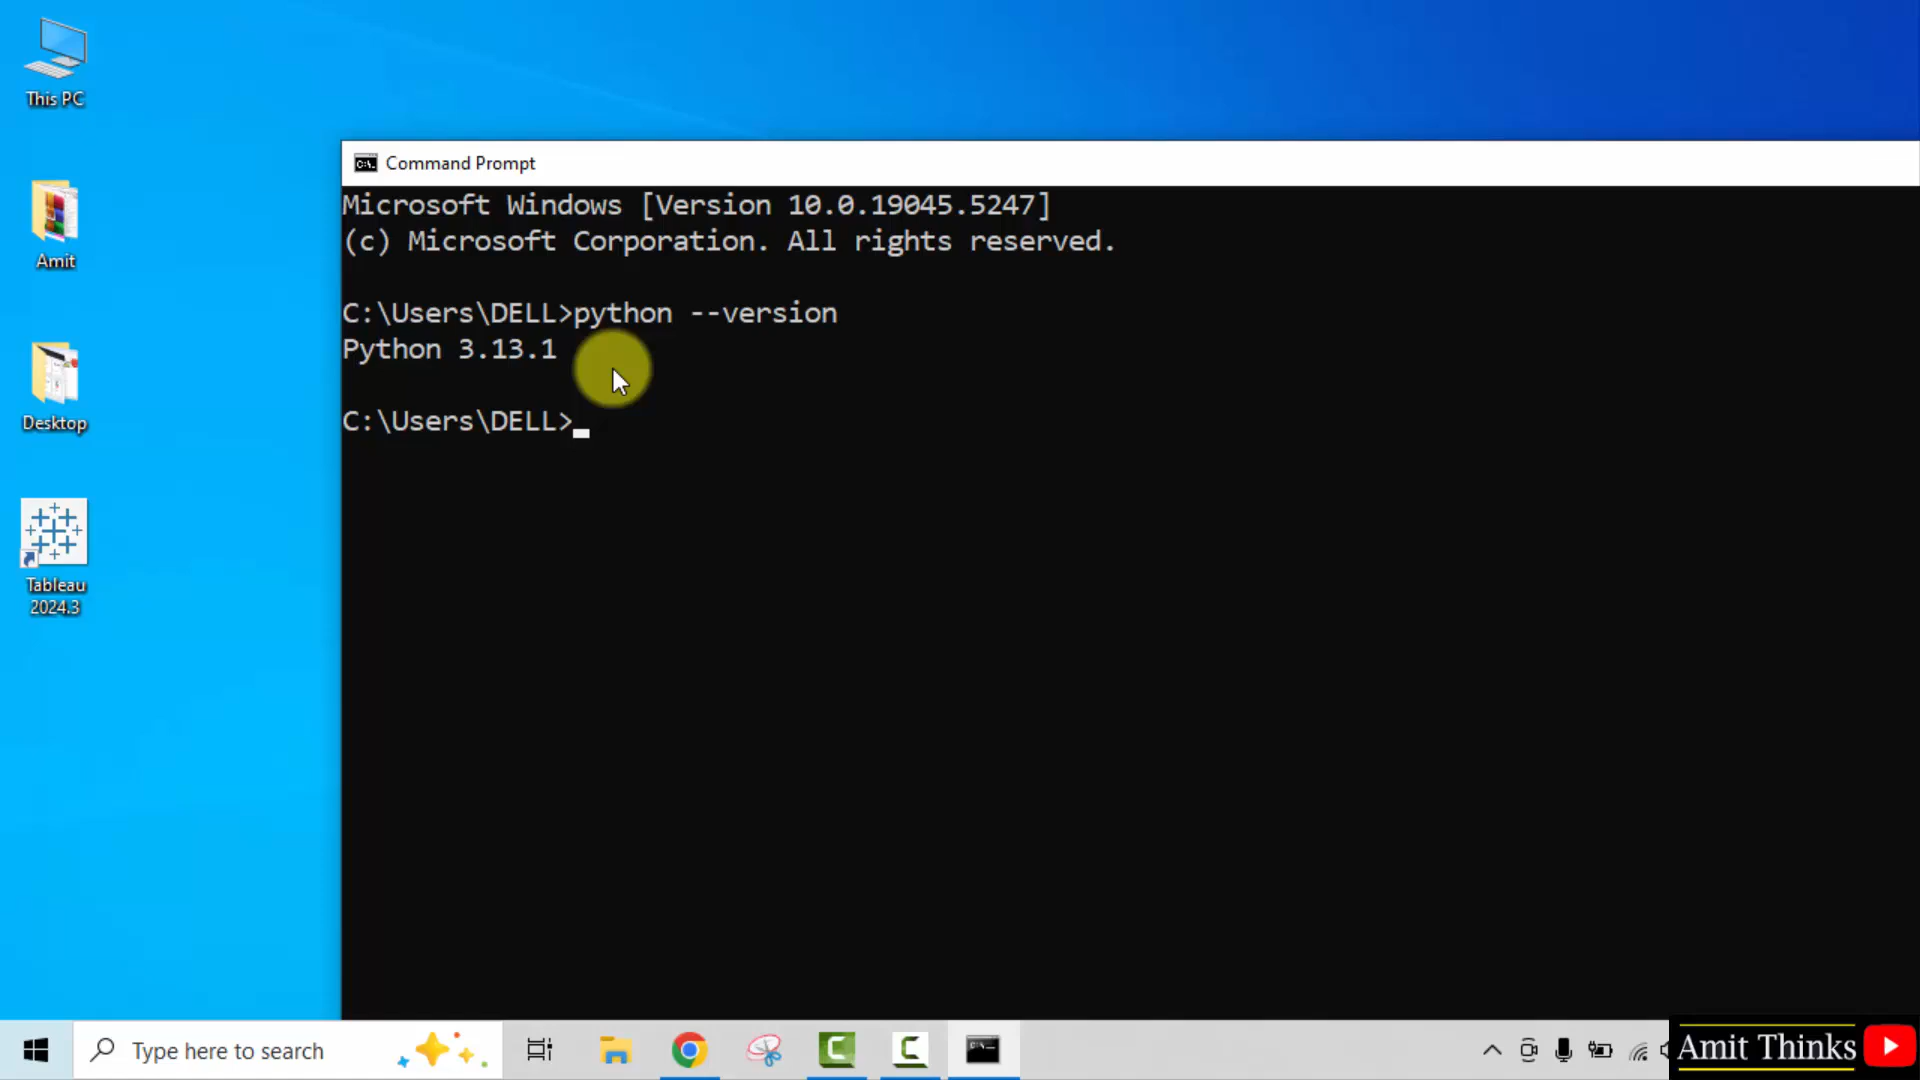 This PC
Amit
Desktop
Tableau
2024.3
Command Prompt
Microsoft Windows [Version 10.0.19045.5247]
(c) Microsoft Corporation. All rights reserved.
C:\Users\DELL>python --version
Python 3.13.1
C:\Users\DELL>
Type here to search
Amit Thinks